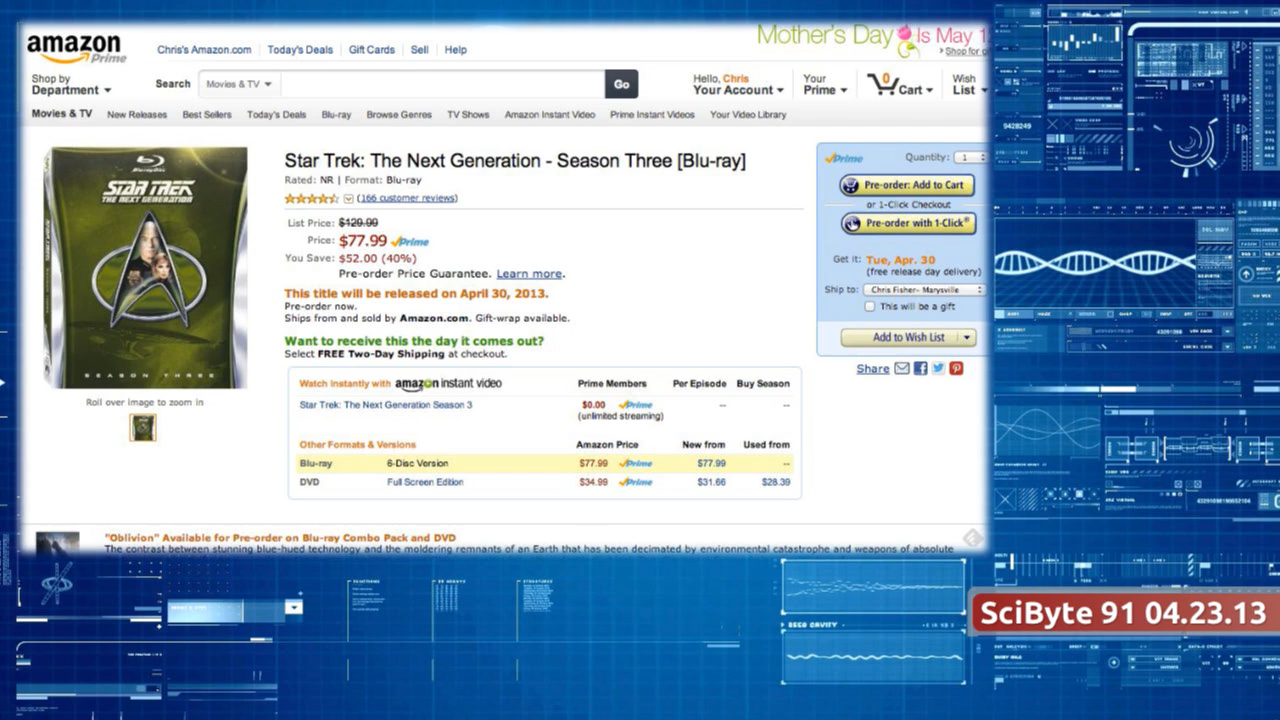 amazon
Prime
Chris's Amazon.com Today's Deals Gift Cards Sell Help
Mother's Day Is May 1
Shop for
Shop by
Department
Search Movies & TV Go
Hello, Chris
Your Account
Your
Prime
0
Cart
Wish
List
Movies & TV New Releases Best Sellers Today's Deals Blu-ray Browse Genres TV Shows Amazon Instant Video Prime Instant Videos Your Video Library
Blu-ray Disc
STAR TREK
THE NEXT GENERATION
SEASON THREE
Roll over image to zoom in
Star Trek: The Next Generation - Season Three [Blu-ray]
Rated: NR | Format: Blu-ray
(166 customer reviews)
List Price: $129.99
Price: $77.99 Prime
You Save: $52.00 (40%)
Pre-order Price Guarantee. Learn more.
This title will be released on April 30, 2013.
Pre-order now.
Ships from and sold by Amazon.com. Gift-wrap available.
Want to receive this the day it comes out?
Select FREE Two-Day Shipping at checkout.
Watch Instantly with amazon instant video Prime Members Per Episode Buy Season
Star Trek: The Next Generation Season 3 $0.00 Prime -- --
(unlimited streaming)
Other Formats & Versions Amazon Price New from Used from
Blu-ray 6-Disc Version $77.99 Prime $77.99 --
DVD Full Screen Edition $34.99 Prime $31.66 $28.39
Prime Quantity: 1
Pre-order: Add to Cart
or 1-Click Checkout
Pre-order with 1-Click®
Get it: Tue, Apr. 30
(free release day delivery)
Ship to: Chris Fisher- Marysville
This will be a gift
Add to Wish List
Share
"Oblivion" Available for Pre-order on Blu-ray Combo Pack and DVD
The contrast between stunning blue-hued technology and the moldering remnants of an Earth that has been decimated by environmental catastrophe and weapons of absolute
9428249
SciByte 91 04.23.13